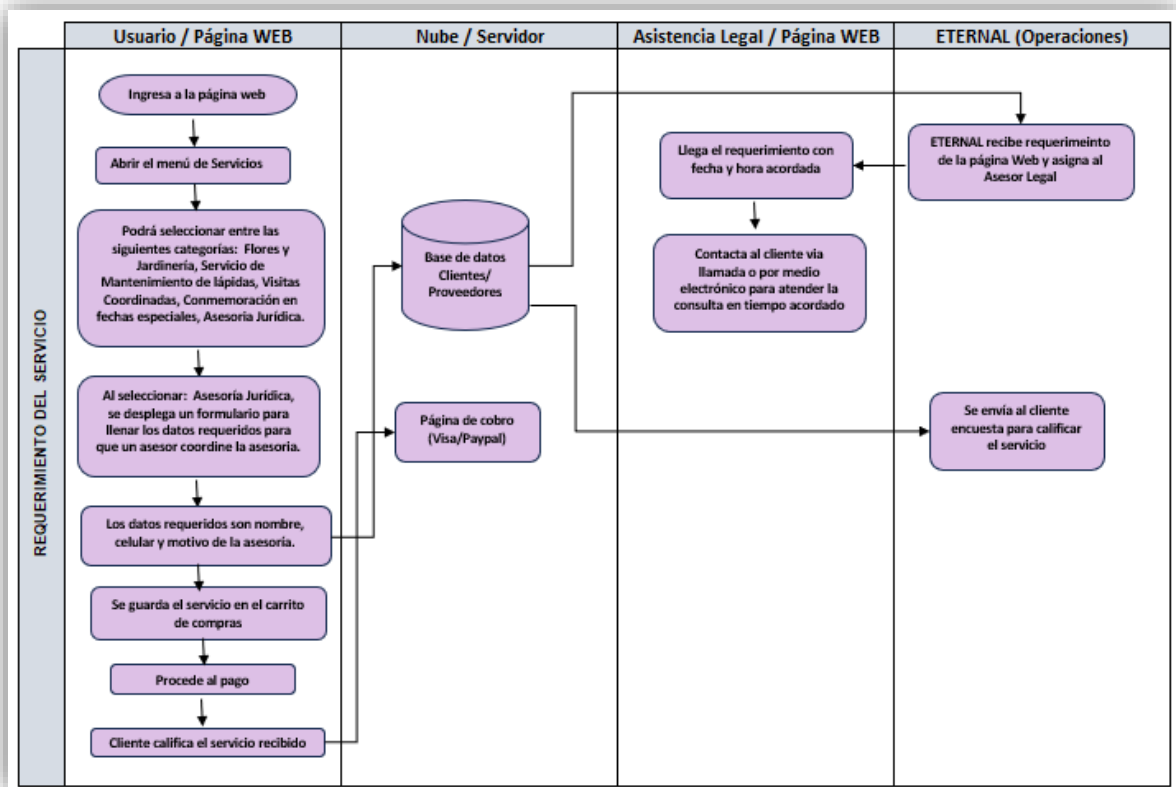 Usuario / Página WEB
Nube / Servidor
Asistencia Legal / Página WEB
ETERNAL (Operaciones)
REQUERIMIENTO DEL SERVICIO
Ingresa a la página web
Abrir el menú de Servicios
Podrá seleccionar entre las
siguientes categorías: Flores y
Jardinería, Servicio de
Mantenimiento de lápidas, Visitas
Coordinadas, Conmemoración en
fechas especiales, Asesoría Jurídica.
Al seleccionar: Asesoría Jurídica,
se desplega un formulario para
llenar los datos requeridos para
que un asesor coordine la asesoria.
Los datos requeridos son nombre,
celular y motivo de la asesoria.
Se guarda el servicio en el carrito
de compras
Procede al pago
Cliente califica el servicio recibido
Base de datos
Clientes/
Proveedores
Página de cobro
(Visa/Paypal)
Llega el requerimiento con
fecha y hora acordada
Contacta al cliente via
llamada o por medio
electrónico para atender la
consulta en tiempo acordado
ETERNAL recibe requerimeinto
de la página Web y asigna al
Asesor Legal
Se envía al cliente
encuesta para calificar
el servicio